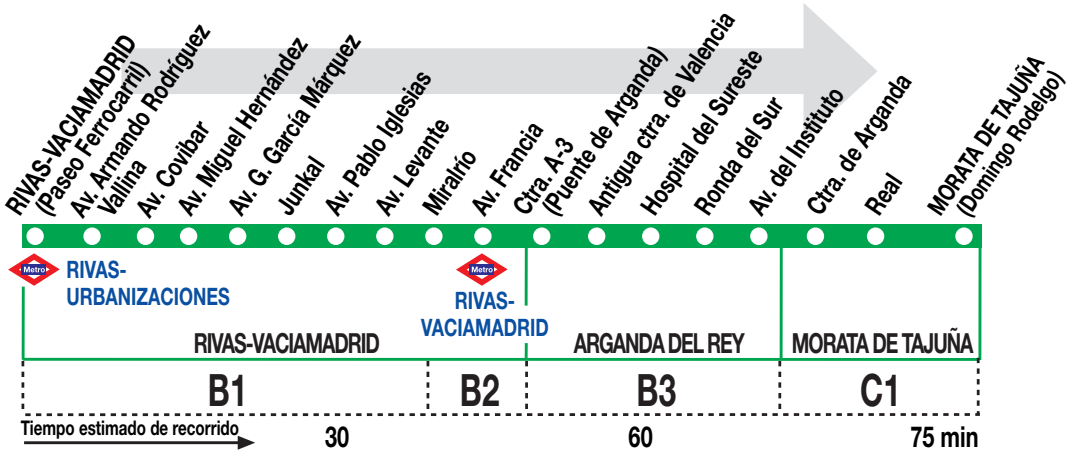 RIVAS-VACIAMADRID
(Paseo Ferrocarril)
Av. Armando Rodríguez
Vallina
Av. Covibar
Av. Miguel Hernández
Av. G. García Márquez
Junkal
Av. Pablo Iglesias
Av. Levante
Miralrío
Av. Francia
Ctra. A-3
(Puente de Arganda)
Antigua ctra. de Valencia
Hospital del Sureste
Ronda del Sur
Av. del Instituto
Ctra. de Arganda
Real
MORATA DE TAJUÑA
(Domingo Rodelgo)
Metro
RIVAS-
URBANIZACIONES
Metro
RIVAS-
VACIAMADRID
RIVAS-VACIAMADRID
ARGANDA DEL REY
MORATA DE TAJUÑA
B1
B2
B3
C1
Tiempo estimado de recorrido
30
60
75 min